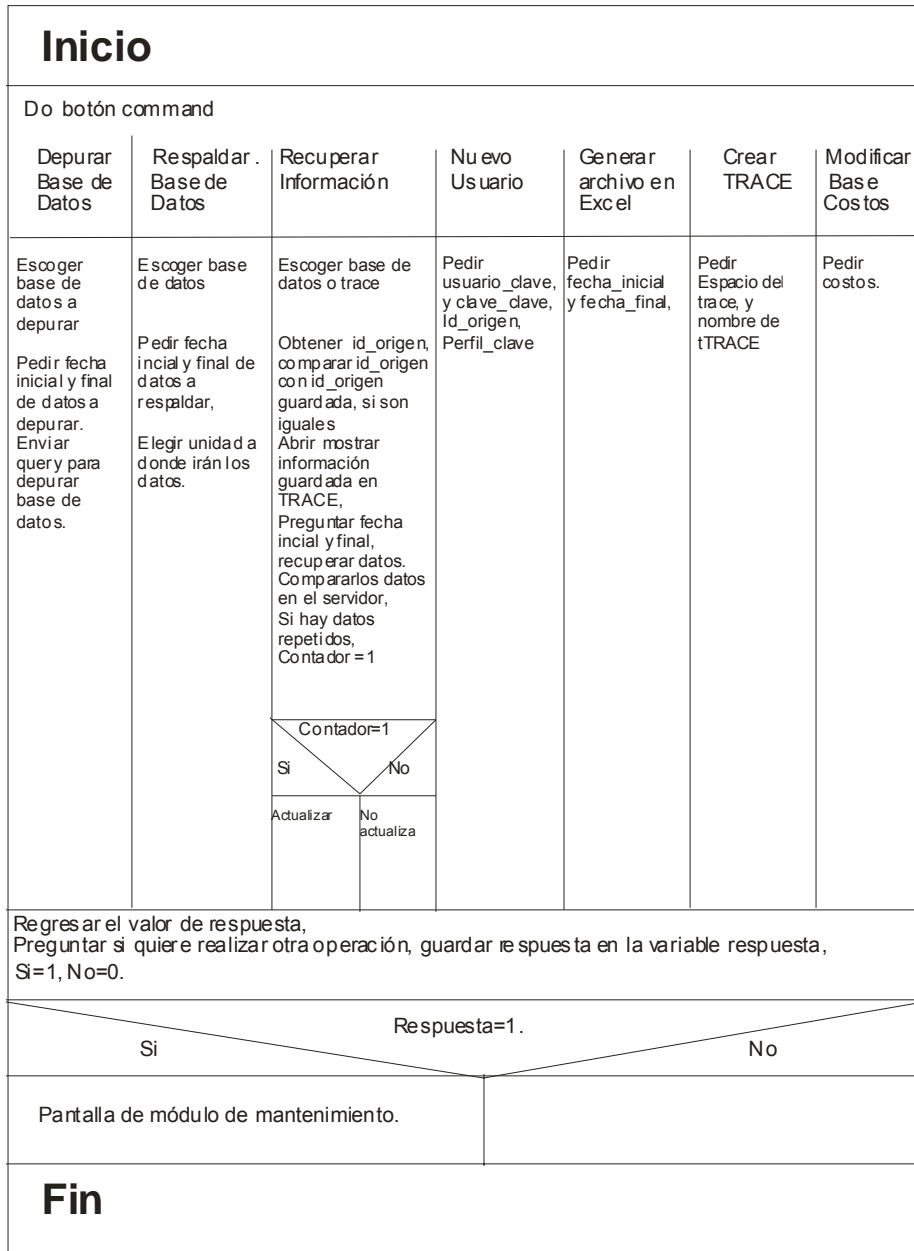 Inicio
Do botón command
Depurar
Base de
Datos
Respaldar.
Base de
Datos
Recuperar
Información
Nuevo
Usuario
Generar
archivo en
Excel
Crear
TRACE
Modificar
Base
Costos
Escoger
base de
datos a
depurar
Pedir fecha
inicial y final
de datos a
depurar.
Enviar
query para
depurar
base de
datos.
Escoger base
de datos
Pedir fecha
incial y final de
datos a
respaldar,
Elegir unidad a
donde irán los
datos.
Escoger base de
datos o trace
Obtener id_origen,
comparar id_origen
con id_origen
guardada, si son
iguales
Abrir mostrar
información
guardada en
TRACE,
Preguntar fecha
incial y final,
recuperar datos.
Compararlos datos
en el servidor,
Si hay datos
repetidos,
Contador =1
Contador=1
Si
No
Actualizar
No
actualiza
Pedir
usuario_clave,
y clave_clave,
Id_origen,
Perfil_clave
Pedir
fecha_inicial
y fecha_final,
Pedir
Espacio del
trace, y
nombre de
tTRACE
Pedir
costos.
Regresar el valor de respuesta,
Preguntar si quiere realizar otra operación, guardar respuesta en la variable respuesta,
Si=1, No=0.
Respuesta=1.
Si
No
Pantalla de módulo de mantenimiento.
Fin